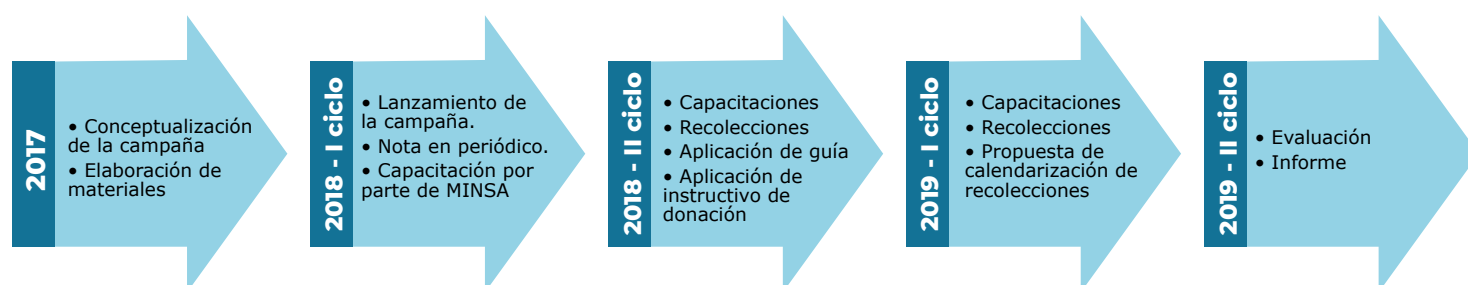 2017
• Conceptualización
de la campaña
• Elaboración de
materiales
2018 - I ciclo
• Lanzamiento de
la campaña.
• Nota en periódico.
• Capacitación por
parte de MINSA
2018 - II ciclo
• Capacitaciones
• Recolecciones
• Aplicación de guía
• Aplicación de
instructivo de
donación
2019 - I ciclo
• Capacitaciones
• Recolecciones
• Propuesta de
calendarización de
recolecciones
2019 - II ciclo
• Evaluación
• Informe